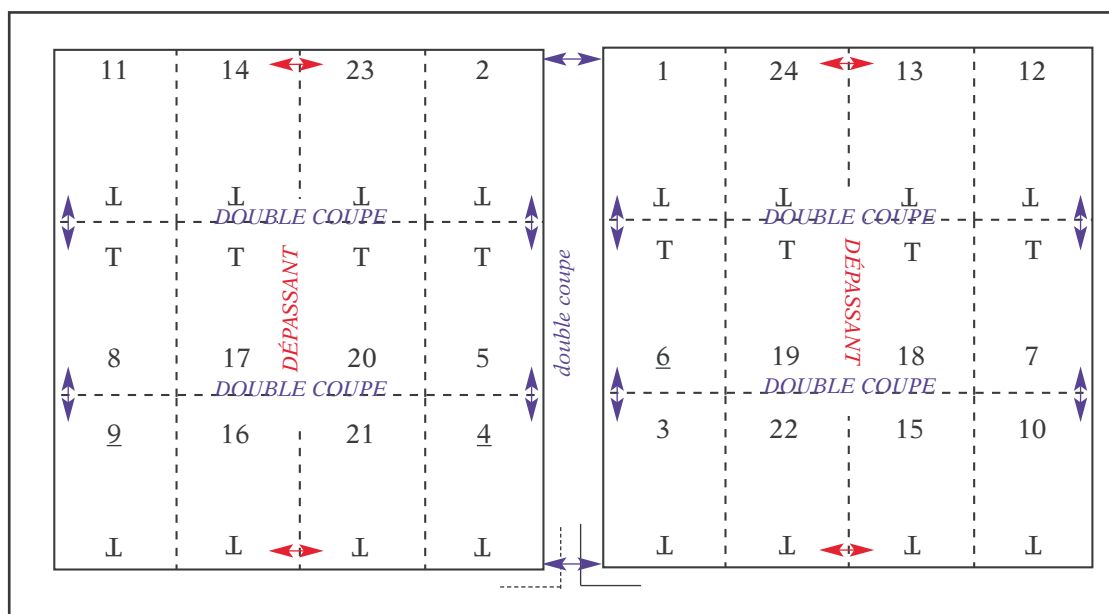 11 14 23 2
⊥ ⊥ ⊥ ⊥
DOUBLE COUPE
T T T T
DÉPASSANT
8 17 20 5
DOUBLE COUPE
9 16 21 4
⊥ ⊥ ⊥ ⊥
double coupe
1 24 13 12
⊥ ⊥ ⊥ ⊥
DOUBLE COUPE
T T T T
DÉPASSANT
6 19 18 7
DOUBLE COUPE
3 22 15 10
⊥ ⊥ ⊥ ⊥